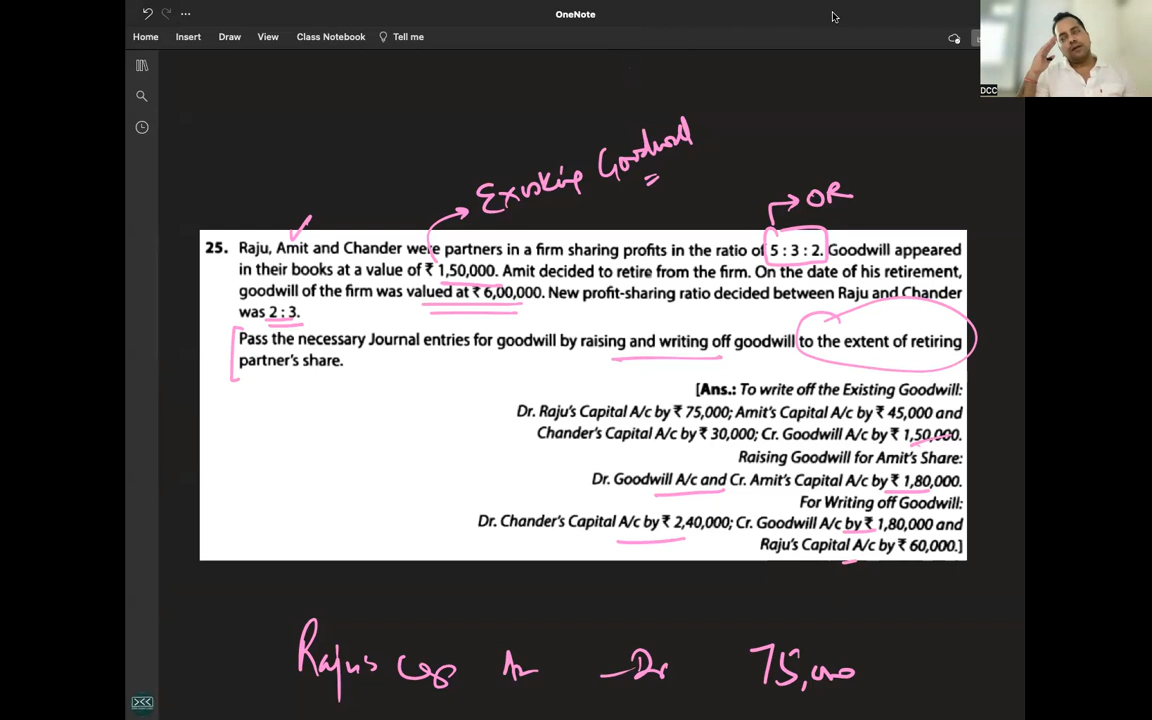 OneNote
Home Insert Draw View Class Notebook Tell me
DCC
Existing Goodwill
OR
25. Raju, Amit and Chander were partners in a firm sharing profits in the ratio of 5 : 3 : 2. Goodwill appeared
in their books at a value of ₹ 1,50,000. Amit decided to retire from the firm. On the date of his retirement,
goodwill of the firm was valued at ₹ 6,00,000. New profit-sharing ratio decided between Raju and Chander
was 2 : 3.
Pass the necessary Journal entries for goodwill by raising and writing off goodwill to the extent of retiring
partner's share.
[Ans.: To write off the Existing Goodwill:
Dr. Raju's Capital A/c by ₹ 75,000; Amit's Capital A/c by ₹ 45,000 and
Chander's Capital A/c by ₹ 30,000; Cr. Goodwill A/c by ₹ 1,50,000.
Raising Goodwill for Amit's Share:
Dr. Goodwill A/c and Cr. Amit's Capital A/c by ₹ 1,80,000.
For Writing off Goodwill:
Dr. Chander's Capital A/c by ₹ 2,40,000; Cr. Goodwill A/c by ₹ 1,80,000 and
Raju's Capital A/c by ₹ 60,000.]
Raju's Cap A/c Dr 75,000